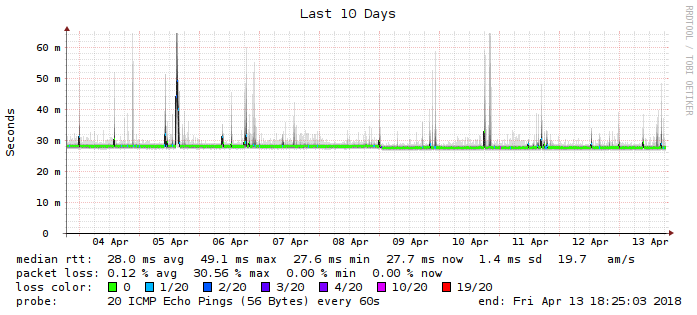 Last 10 Days
RRDTOOL / TOBI OETIKER
Seconds
60 m
50 m
40 m
30 m
20 m
10 m
0
04 Apr 05 Apr 06 Apr 07 Apr 08 Apr 09 Apr 10 Apr 11 Apr 12 Apr 13 Apr
median rtt: 28.0 ms avg 49.1 ms max 27.6 ms min 27.7 ms now 1.4 ms sd 19.7 am/s
packet loss: 0.12 % avg 30.56 % max 0.00 % min 0.00 % now
loss color: 0 1/20 2/20 3/20 4/20 10/20 19/20
probe: 20 ICMP Echo Pings (56 Bytes) every 60s end: Fri Apr 13 18:25:03 2018